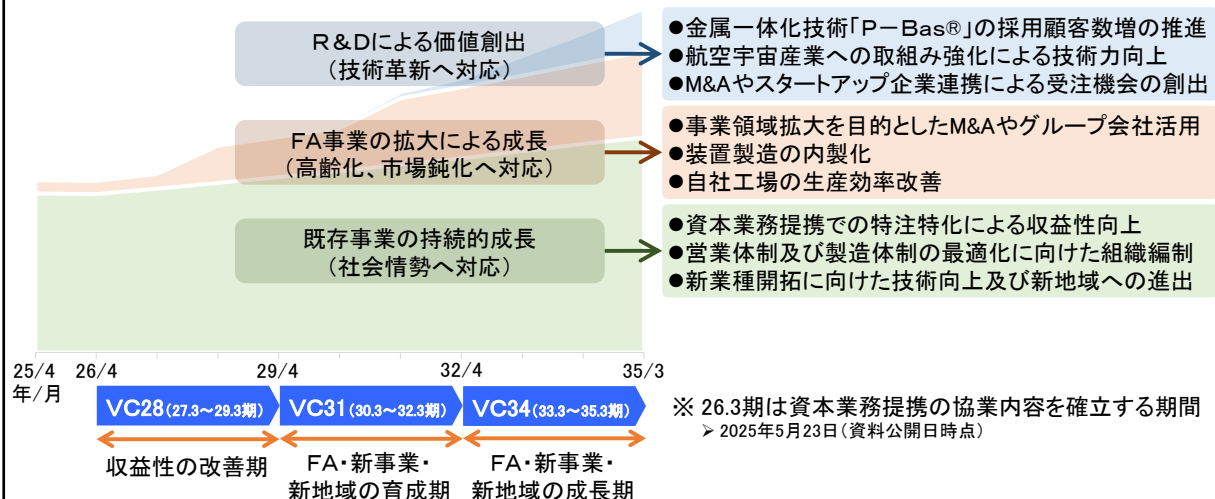 R&Dによる価値創出
(技術革新へ対応)
●金属一体化技術「P-Bas®」の採用顧客数増の推進
●航空宇宙産業への取組み強化による技術力向上
●M&Aやスタートアップ企業連携による受注機会の創出
FA事業の拡大による成長
(高齢化、市場鈍化へ対応)
●事業領域拡大を目的としたM&Aやグループ会社活用
●装置製造の内製化
●自社工場の生産効率改善
既存事業の持続的成長
(社会情勢へ対応)
●資本業務提携での特注特化による収益性向上
●営業体制及び製造体制の最適化に向けた組織編制
●新業種開拓に向けた技術向上及び新地域への進出
25/4 26/4 29/4 32/4 35/3
年/月
VC28(27.3~29.3期) VC31(30.3~32.3期) VC34(33.3~35.3期)
収益性の改善期
FA・新事業・
新地域の育成期
FA・新事業・
新地域の成長期
※ 26.3期は資本業務提携の協業内容を確立する期間
➢ 2025年5月23日(資料公開日時点)